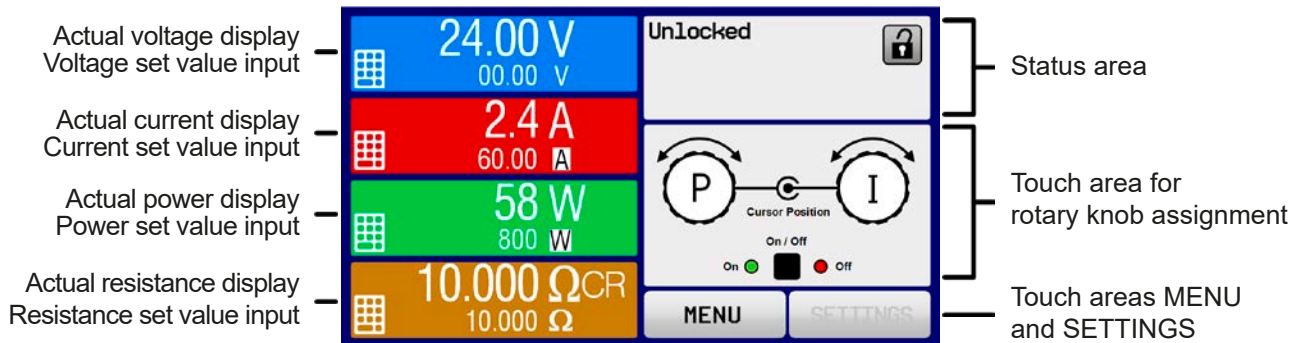 Actual voltage display
Voltage set value input
Actual current display
Current set value input
Actual power display
Power set value input
Actual resistance display
Resistance set value input
24.00 V
00.00 V
2.4 A
60.00 A
58 W
800 W
10.000 ΩCR
10.000 Ω
Unlocked
P
I
Cursor Position
On / Off
On
Off
MENU
SETTINGS
Status area
Touch area for
rotary knob assignment
Touch areas MENU
and SETTINGS